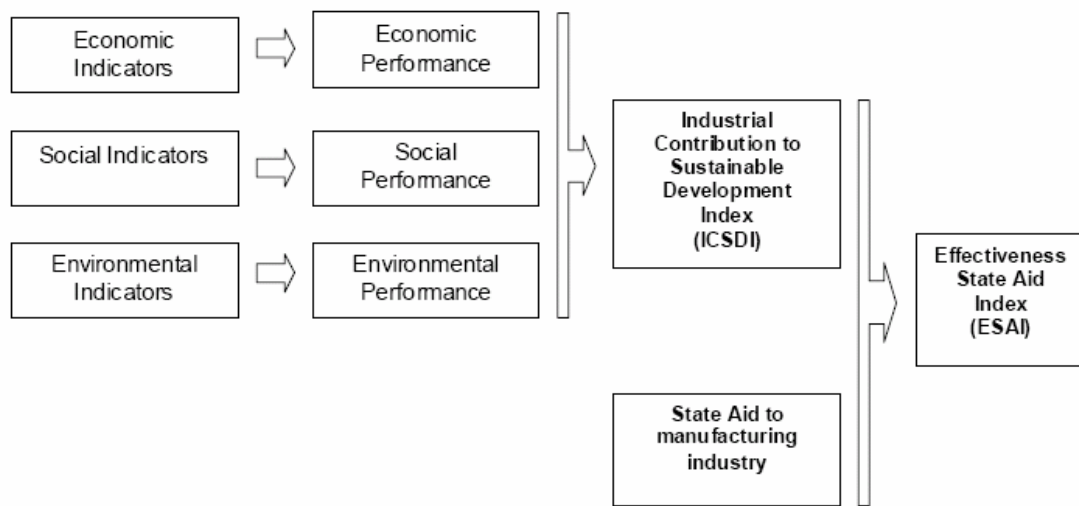 Economic
Indicators
Economic
Performance
Social Indicators
Social
Performance
Environmental
Indicators
Environmental
Performance
Industrial
Contribution to
Sustainable
Development
Index
(ICSDI)
State Aid to
manufacturing
industry
Effectiveness
State Aid
Index
(ESAI)